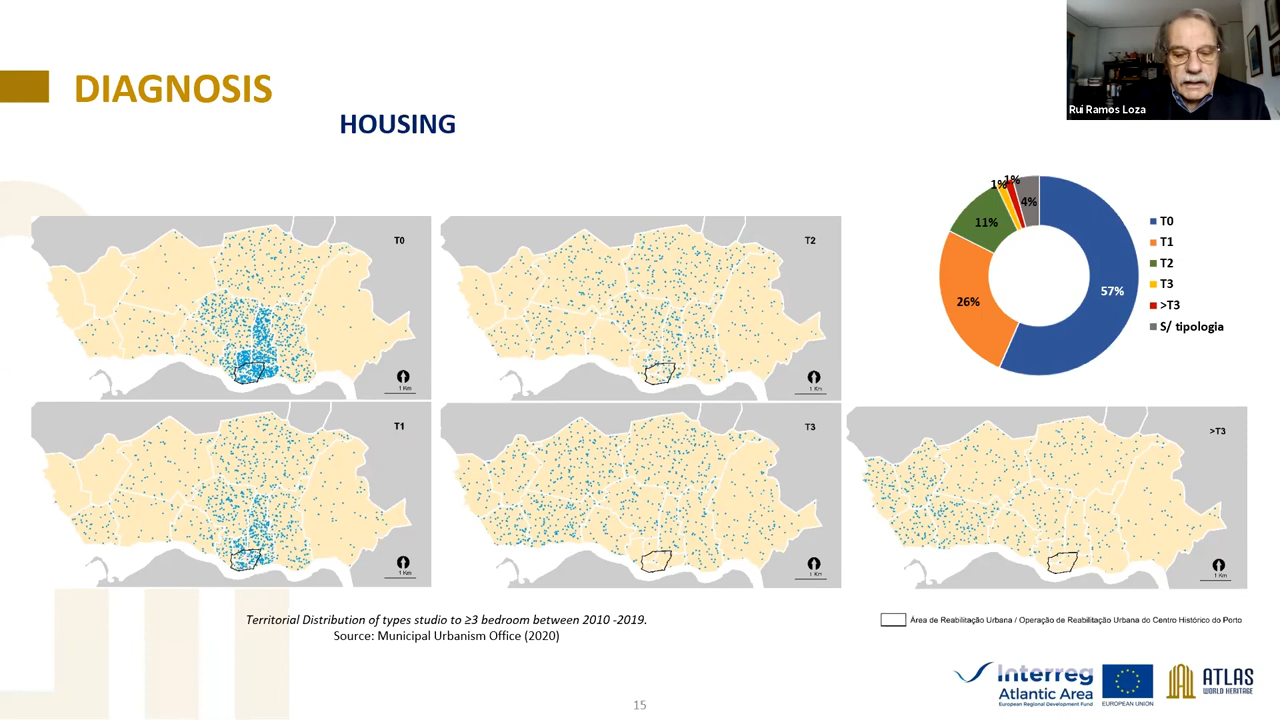 Rui Ramos Loza
DIAGNOSIS
HOUSING
1%
1%
4%
11%
57%
26%
T0
T1
T2
T3
>T3
S/ tipologia
T0
1 Km
T2
1 Km
T1
1 Km
T3
1 Km
>T3
1 Km
Territorial Distribution of types studio to ≥3 bedroom between 2010 -2019.
Source: Municipal Urbanism Office (2020)
Área de Reabilitação Urbana / Operação de Reabilitação Urbana do Centro Histórico do Porto
Interreg
Atlantic Area
European Regional Development Fund
EUROPEAN UNION
ATLAS
WORLD HERITAGE
15